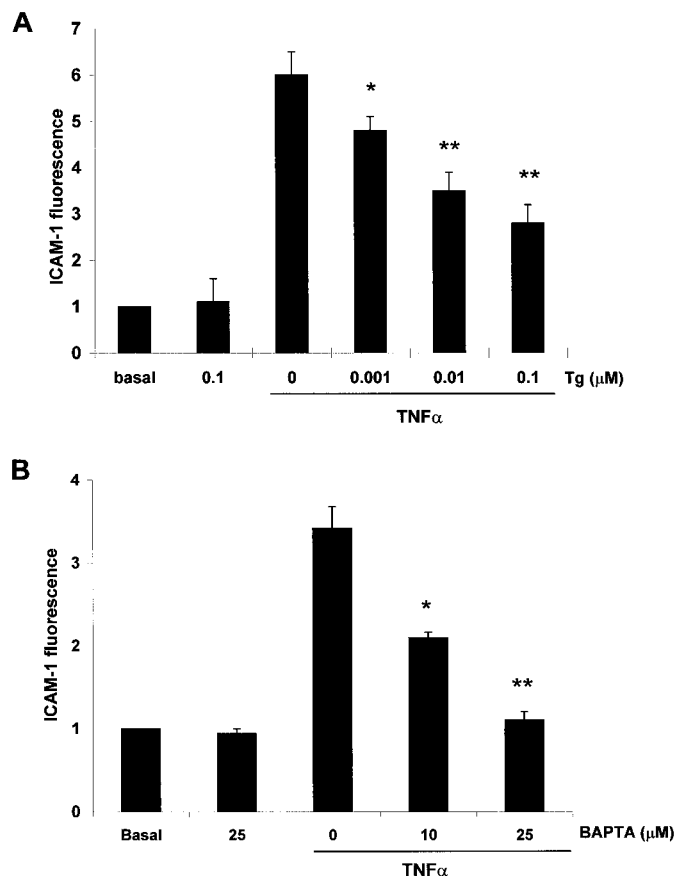 A
7
6
5
4
3
2
1
0
ICAM-1 fluorescence
*
**
**
basal 0.1 0 0.001 0.01 0.1 Tg (μM)
TNFα
B
4
3
2
1
0
ICAM-1 fluorescence
*
**
Basal 25 0 10 25 BAPTA (μM)
TNFα